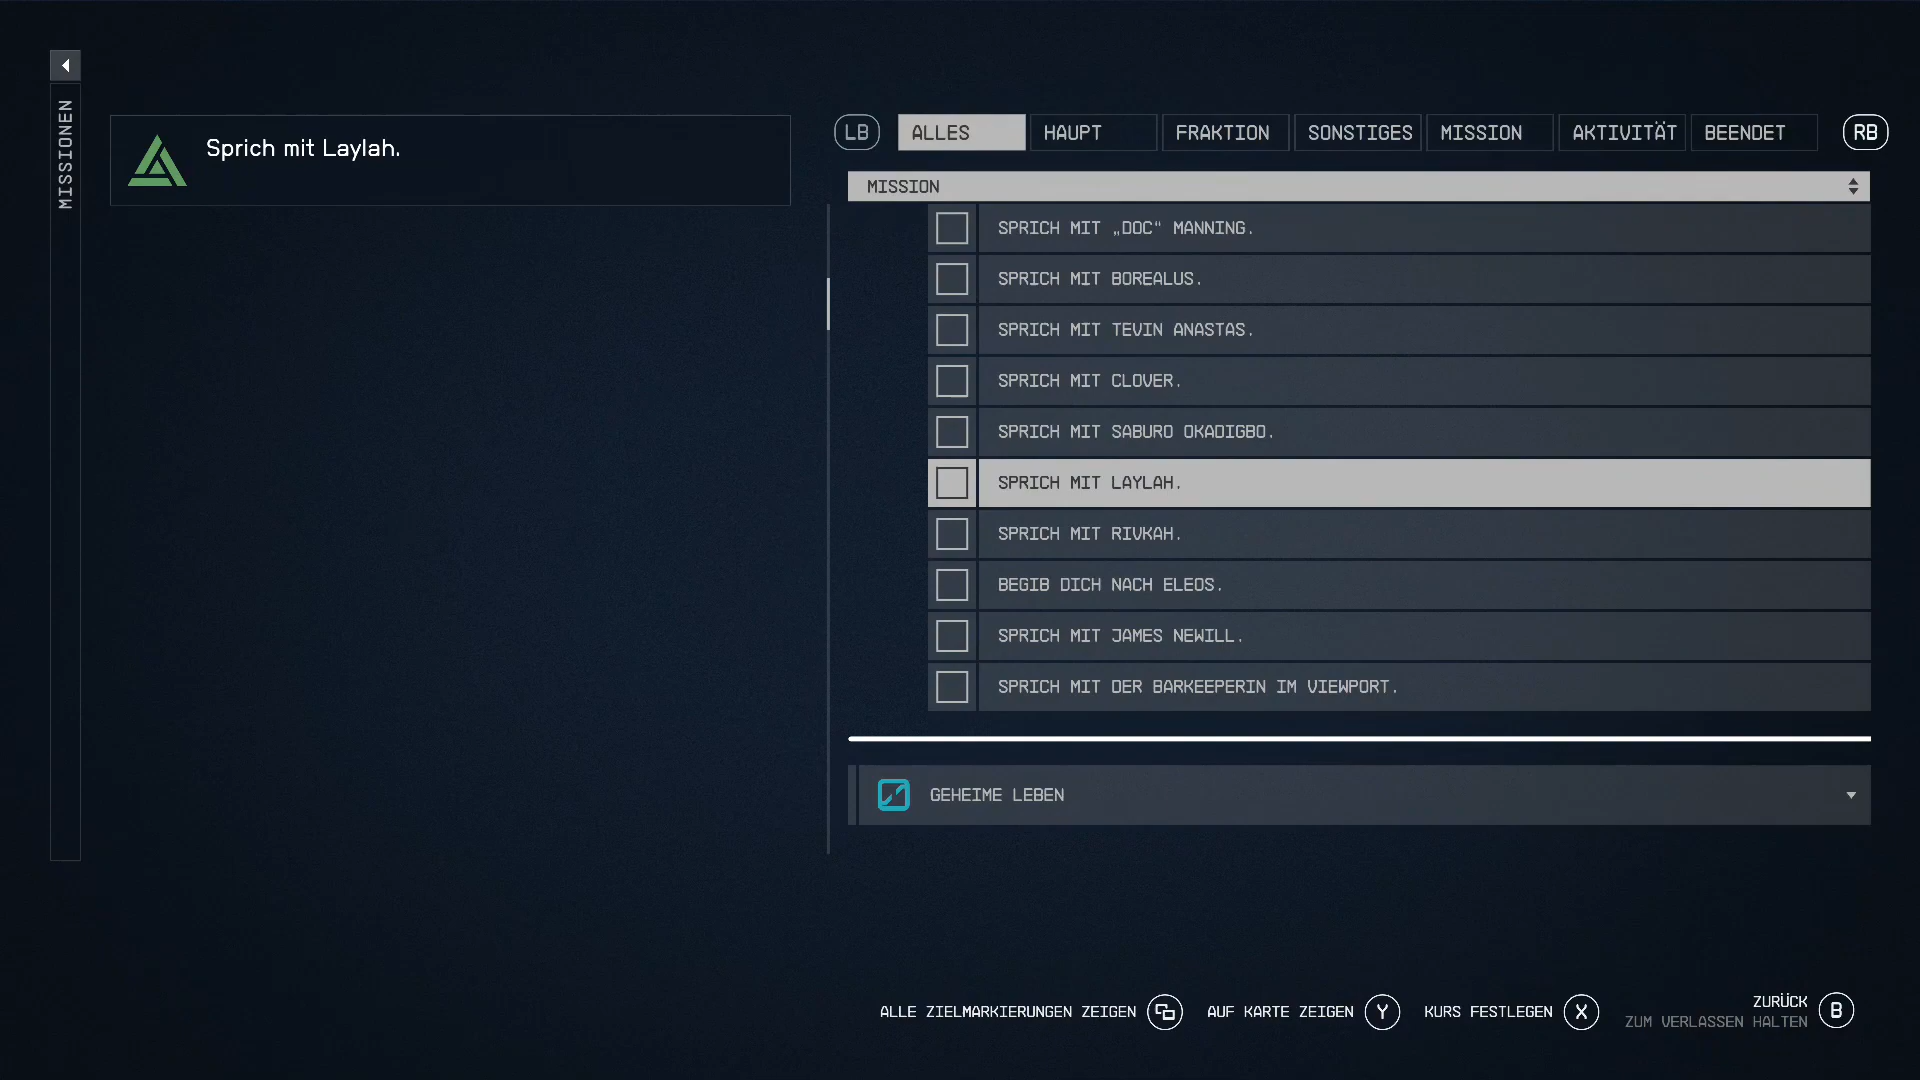 MISSIONEN
Sprich mit Laylah.
LB
ALLES
HAUPT
FRAKTION
SONSTIGES
MISSION
AKTIVITÄT
BEENDET
RB
MISSION
SPRICH MIT „DOC“ MANNING.
SPRICH MIT BOREALUS.
SPRICH MIT TEVIN ANASTAS.
SPRICH MIT CLOVER.
SPRICH MIT SABURO OKADIGBO.
SPRICH MIT LAYLAH.
SPRICH MIT RIVKAH.
BEGIB DICH NACH ELEOS.
SPRICH MIT JAMES NEWILL.
SPRICH MIT DER BARKEEPERIN IM VIEWPORT.
GEHEIME LEBEN
ALLE ZIELMARKIERUNGEN ZEIGEN
AUF KARTE ZEIGEN Y
KURS FESTLEGEN X
ZURÜCK B
ZUM VERLASSEN HALTEN